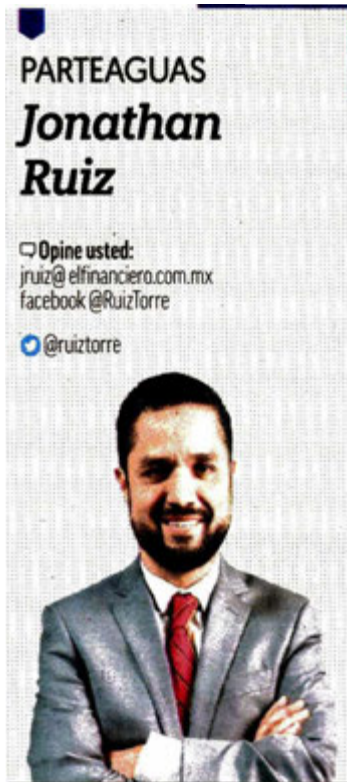 PARTEAGUAS
Jonathan
Ruiz
Opine usted:
jruiz@elfinanciero.com.mx
facebook @RuizTorre
@ruiztorre